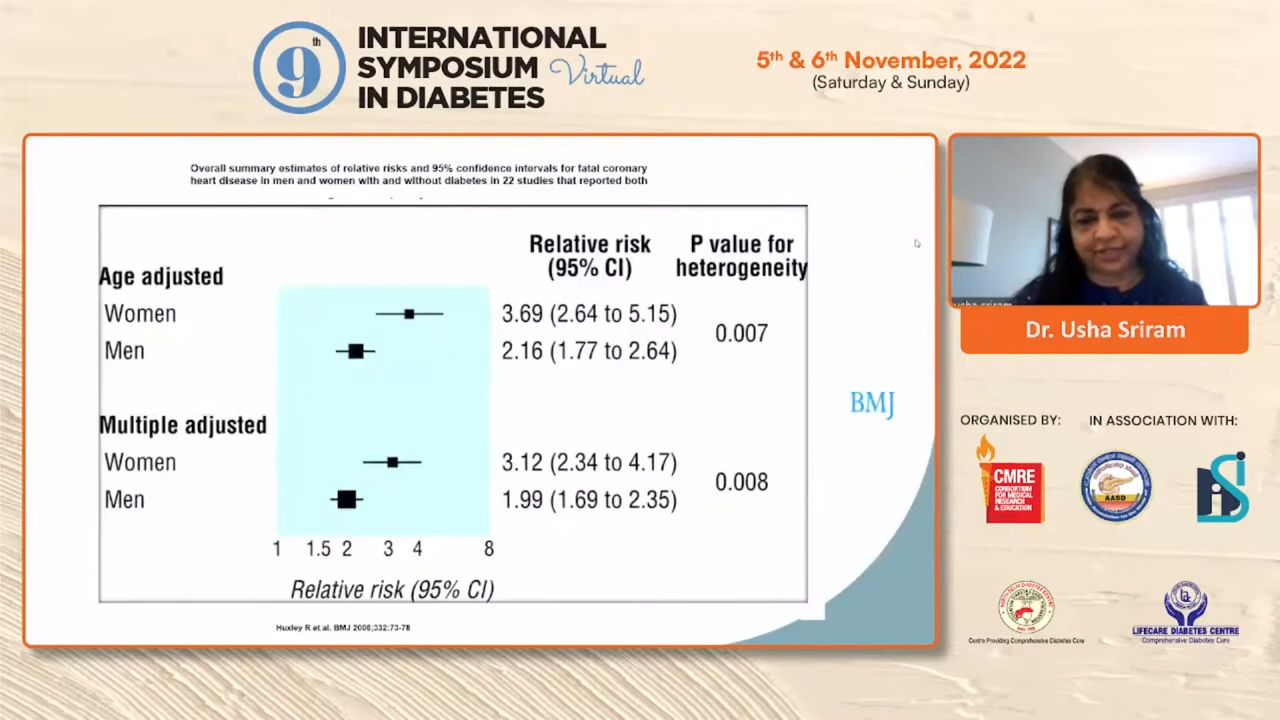 9th
INTERNATIONAL
SYMPOSIUM Virtual
IN DIABETES
5th & 6th November, 2022
(Saturday & Sunday)
Overall summary estimates of relative risks and 95% confidence intervals for fatal coronary
heart disease in men and women with and without diabetes in 22 studies that reported both
Relative risk
(95% CI)
P value for
heterogeneity
Age adjusted
Women 3.69 (2.64 to 5.15)
0.007
Men 2.16 (1.77 to 2.64)
Multiple adjusted
Women 3.12 (2.34 to 4.17)
0.008
Men 1.99 (1.69 to 2.35)
1 1.5 2 3 4 8
Relative risk (95% CI)
BMJ
Huxley R et al. BMJ 2006;332:73-78
usha sriram
Dr. Usha Sriram
ORGANISED BY: IN ASSOCIATION WITH:
CMRE
CONSORTIUM
FOR MEDICAL
RESEARCH
& EDUCATION
AASD
Centre Providing Comprehensive Diabetes Care
LIFECARE DIABETES CENTRE
Comprehensive Diabetes Care